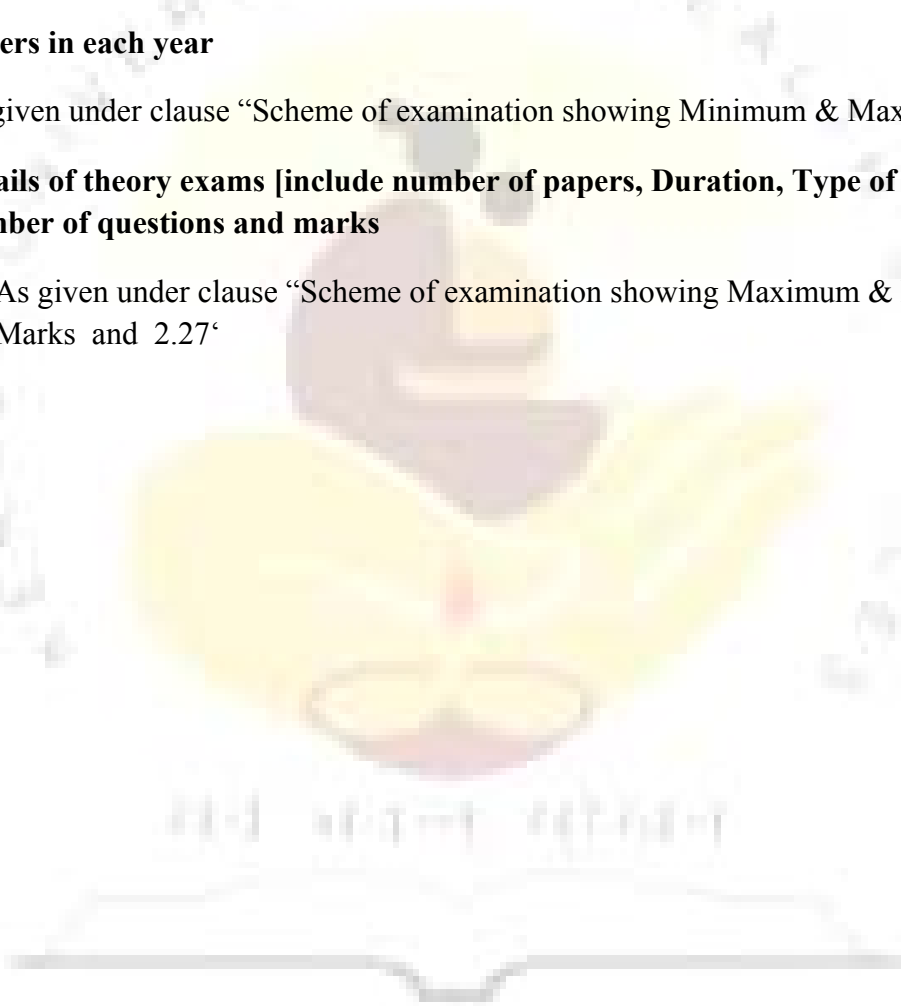 ers in each year
given under clause “Scheme of examination showing Minimum & Max
ails of theory exams [include number of papers, Duration, Type of
ber of questions and marks
As given under clause “Scheme of examination showing Maximum &
Marks and 2.27‘